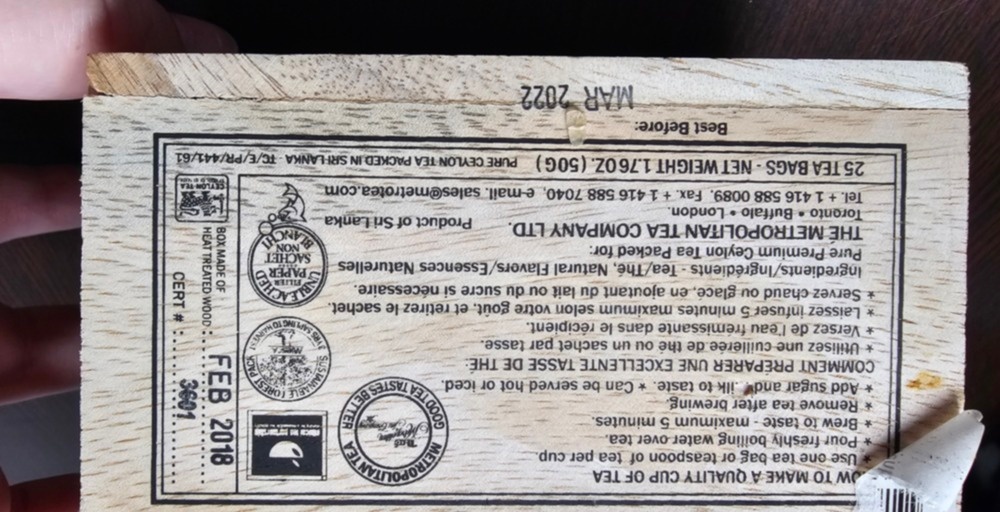 HOW TO MAKE A QUALITY CUP OF TEA
* Use one tea bag or teaspoon of tea per cup.
* Pour freshly boiling water over tea.
* Brew to taste - maximum 5 minutes.
* Remove tea after brewing.
* Add sugar and milk to taste. * Can be served hot or iced.
COMMENT PRÉPARER UNE EXCELLENTE TASSE DE THÉ:
* Utilisez une cuillerée de thé ou un sachet par tasse.
* Versez de l'eau frémissante dans le récipient.
* Laissez infuser 5 minutes maximum selon votre goût, et retirez le sachet.
* Servez chaud ou glacé, en ajoutant du lait ou du sucre si nécessaire.
Ingredients/Ingrédients - Tea/Thé, Natural Flavors/Essences Naturelles
Pure Premium Ceylon Tea Packed for:
THE METROPOLITAN TEA COMPANY LTD.
Toronto • Buffalo • London.
Product of Sri Lanka
Tel. + 1 416 588 0089. Fax + 1 416 588 7040, e-mail. sales@metrotea.com
25 TEA BAGS - NET WEIGHT 1.76 OZ. (50G) PURE CEYLON TEA PACKED IN SRI LANKA TC/E/PR/441/61
Best Before:
MAR 2022
METROPOLITAN TEA
GOOD TEA TASTES BETTER
SUSTAINABLE FOREST PINE
UNBLEACHED
FILTER
PAPER
SACHET
NON
BLANCHI
CEYLON TEA
BOX MADE OF
HEAT TREATED WOOD: FEB 2018
CERT #: 3601